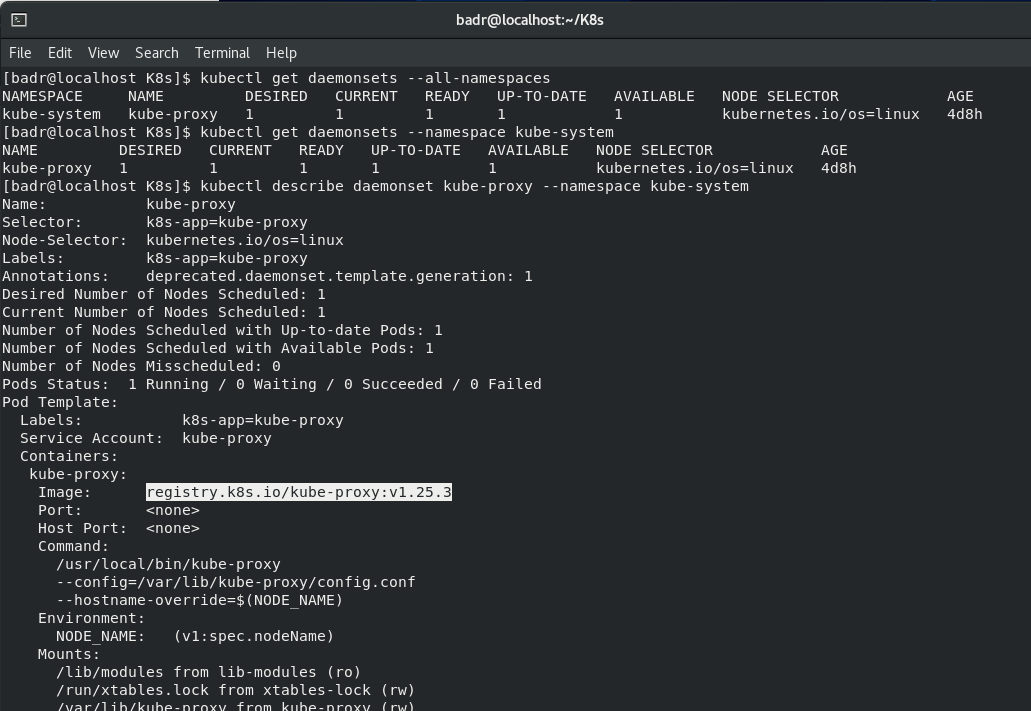 badr@localhost:~/K8s
File Edit View Search Terminal Help
[badr@localhost K8s]$ kubectl get daemonsets --all-namespaces
NAMESPACE     NAME         DESIRED   CURRENT   READY   UP-TO-DATE   AVAILABLE   NODE SELECTOR            AGE
kube-system   kube-proxy   1         1         1       1            1           kubernetes.io/os=linux   4d8h
[badr@localhost K8s]$ kubectl get daemonsets --namespace kube-system
NAME         DESIRED   CURRENT   READY   UP-TO-DATE   AVAILABLE   NODE SELECTOR            AGE
kube-proxy   1         1         1       1            1           kubernetes.io/os=linux   4d8h
[badr@localhost K8s]$ kubectl describe daemonset kube-proxy --namespace kube-system
Name:           kube-proxy
Selector:       k8s-app=kube-proxy
Node-Selector:  kubernetes.io/os=linux
Labels:         k8s-app=kube-proxy
Annotations:    deprecated.daemonset.template.generation: 1
Desired Number of Nodes Scheduled: 1
Current Number of Nodes Scheduled: 1
Number of Nodes Scheduled with Up-to-date Pods: 1
Number of Nodes Scheduled with Available Pods: 1
Number of Nodes Misscheduled: 0
Pods Status:  1 Running / 0 Waiting / 0 Succeeded / 0 Failed
Pod Template:
  Labels:           k8s-app=kube-proxy
  Service Account:  kube-proxy
  Containers:
   kube-proxy:
    Image:      registry.k8s.io/kube-proxy:v1.25.3
    Port:       <none>
    Host Port:  <none>
    Command:
      /usr/local/bin/kube-proxy
      --config=/var/lib/kube-proxy/config.conf
      --hostname-override=$(NODE_NAME)
    Environment:
      NODE_NAME:   (v1:spec.nodeName)
    Mounts:
      /lib/modules from lib-modules (ro)
      /run/xtables.lock from xtables-lock (rw)
      /var/lib/kube-proxy from kube-proxy (rw)